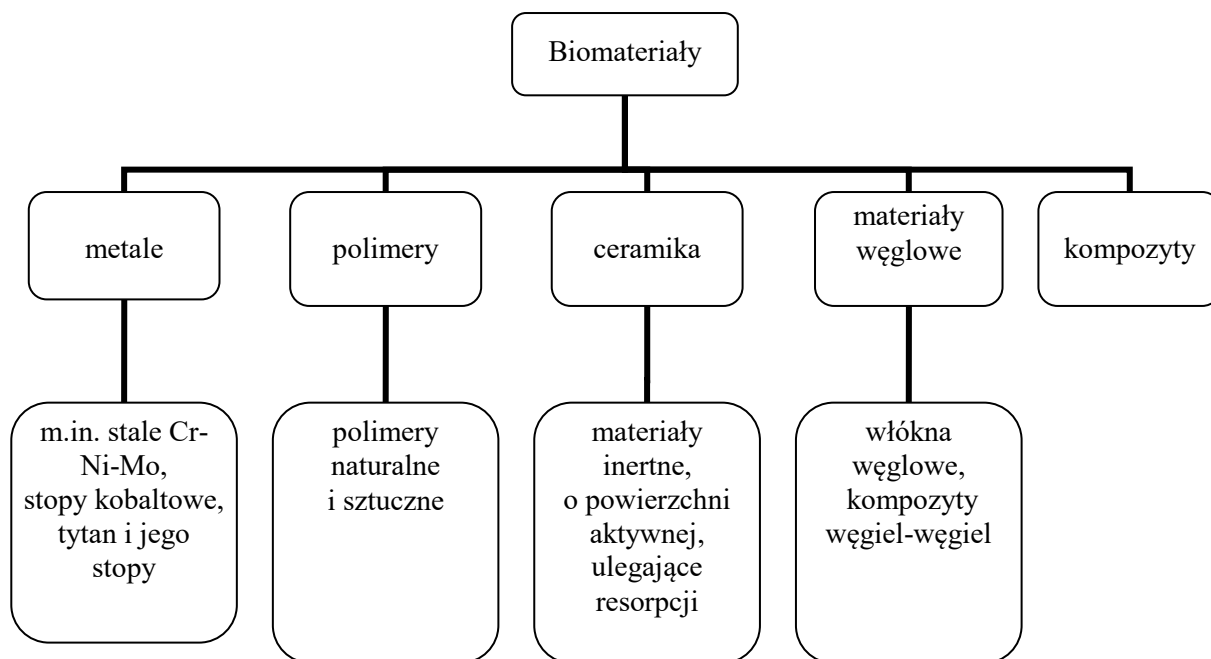 Biomateriały
metale
polimery
ceramika
materiały
węglowe
kompozyty
m.in. stale Cr-
Ni-Mo,
stopy kobaltowe,
tytan i jego
stopy
polimery
naturalne
i sztuczne
materiały
inertne,
o powierzchni
aktywnej,
ulegające
resorpcji
włókna
węglowe,
kompozyty
węgiel-węgiel